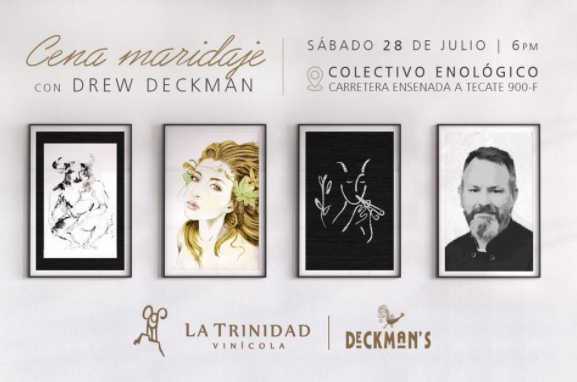 Cena maridaje
CON DREW DECKMAN
SÁBADO 28 DE JULIO | 6PM
COLECTIVO ENOLÓGICO
CARRETERA ENSENADA A TECATE 900-F
LA TRINIDAD
VINÍCOLA
DECKMAN'S